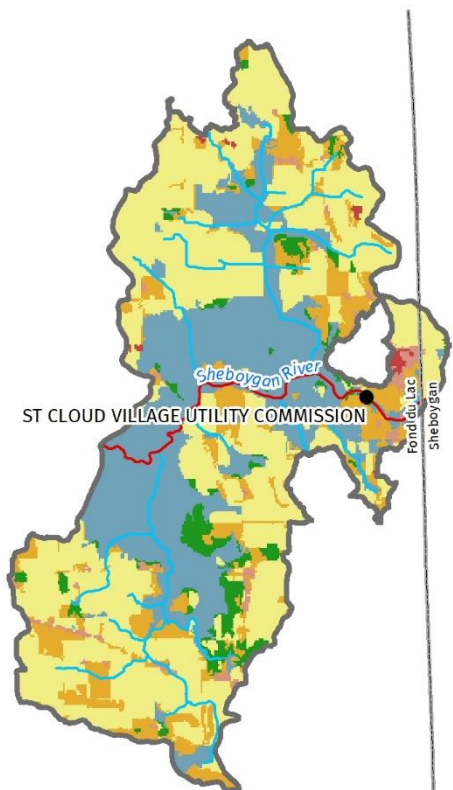 Sheboygan River
ST CLOUD VILLAGE UTILITY COMMISSION
Fond du Lac
Sheboygan